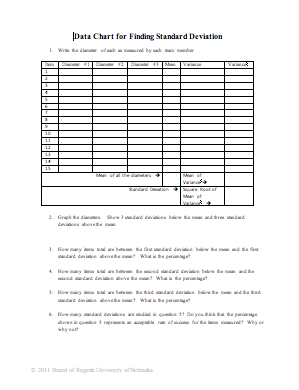 Data Chart for Finding Standard Deviation
1. Write the diameter of each as measured by each team member
Item Diameter #1 Diameter #2 Diameter #3 Mean Variance Variance²
1
2
3
4
5
6
7
8
9
10
11
12
13
14
15
Mean of all the diameters → Mean of
Variance² →
Standard Deviation → Square Root of
Mean of
Variance² →
2. Graph the diameters. Show 3 standard deviations below the mean and three standard
deviations above the mean.
3. How many items total are between the first standard deviation below the mean and the first
standard deviation above the mean? What is the percentage?
4. How many items total are between the second standard deviation below the mean and the
second standard deviation above the mean? What is the percentage?
5. How many items total are between the third standard deviation below the mean and the third
standard deviation above the mean? What is the percentage?
6. How many standard deviations are studied in question 5? Do you think that the percentage
shown in question 5 represents an acceptable rate of success for the items measured? Why or
why not?
© 2011 Board of Regents University of Nebraska